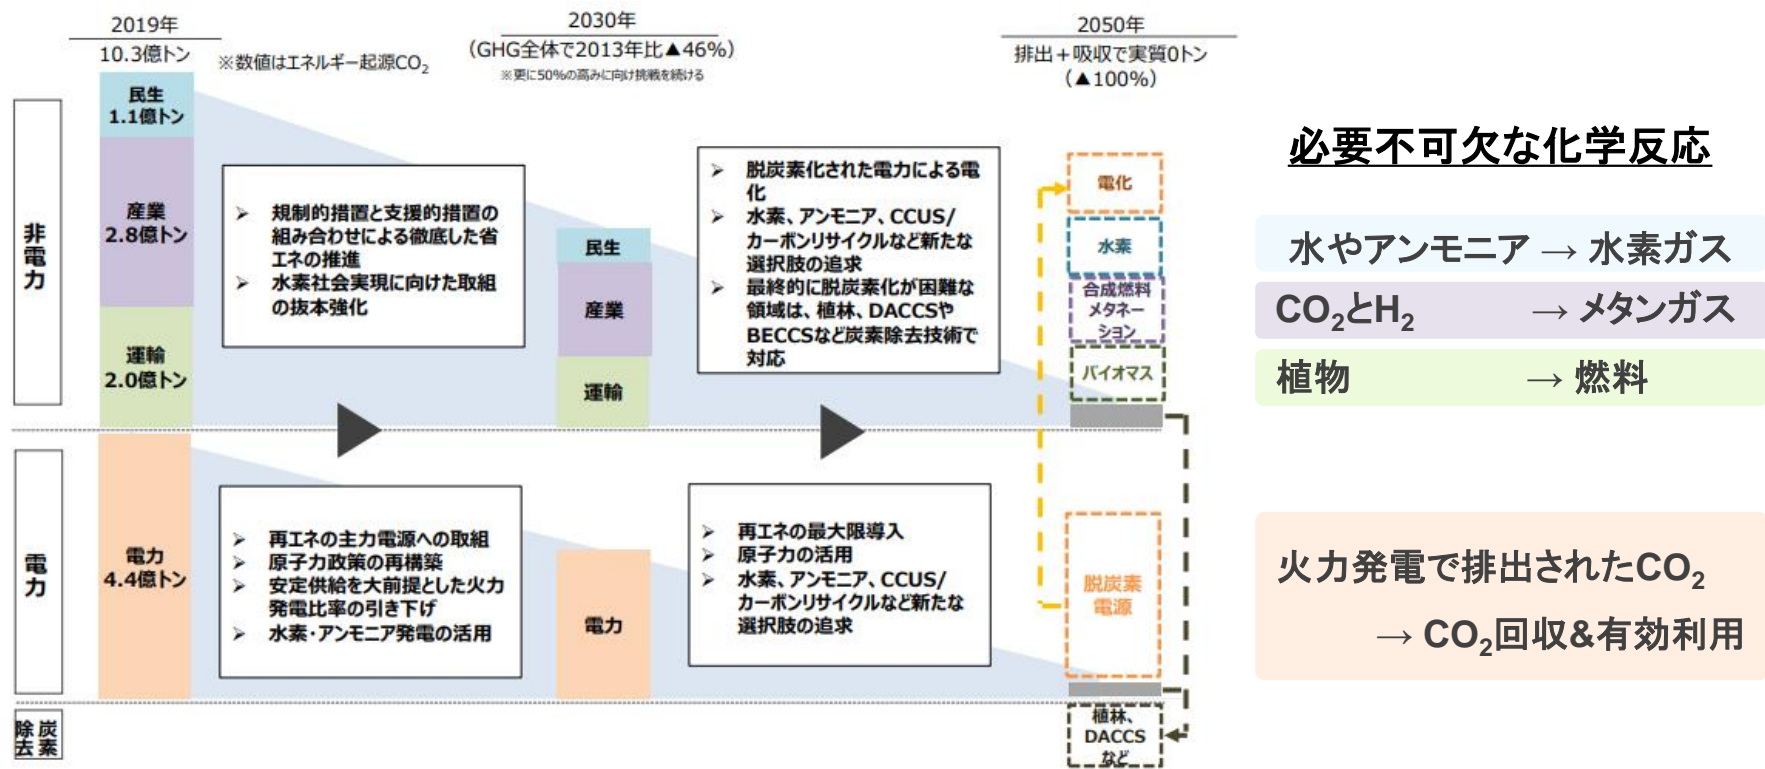 2019年
10.3億トン
※数値はエネルギー起源CO₂
2030年
(GHG全体で2013年比▲46%)
※更に50%の高みに向け挑戦を続ける
2050年
排出＋吸収で実質0トン
(▲100%)
非電力
民生
1.1億トン
産業
2.8億トン
運輸
2.0億トン
➢ 規制的措置と支援的措置の
組み合わせによる徹底した省
エネの推進
➢ 水素社会実現に向けた取組
の抜本強化
民生
産業
運輸
➢ 脱炭素化された電力による電
化
➢ 水素、アンモニア、CCUS/
カーボンリサイクルなど新たな
選択肢の追求
➢ 最終的に脱炭素化が困難な
領域は、植林、DACCSや
BECCSなど炭素除去技術で
対応
電化
水素
合成燃料
メタネー
ション
バイオマス
電力
電力
4.4億トン
➢ 再エネの主力電源への取組
➢ 原子力政策の再構築
➢ 安定供給を大前提とした火力
発電比率の引き下げ
➢ 水素・アンモニア発電の活用
電力
➢ 再エネの最大限導入
➢ 原子力の活用
➢ 水素、アンモニア、CCUS/
カーボンリサイクルなど新たな
選択肢の追求
脱炭素
電源
炭素除去
植林、
DACCS
など
必要不可欠な化学反応
水やアンモニア → 水素ガス
CO₂とH₂ → メタンガス
植物 → 燃料
火力発電で排出されたCO₂
→ CO₂回収&有効利用